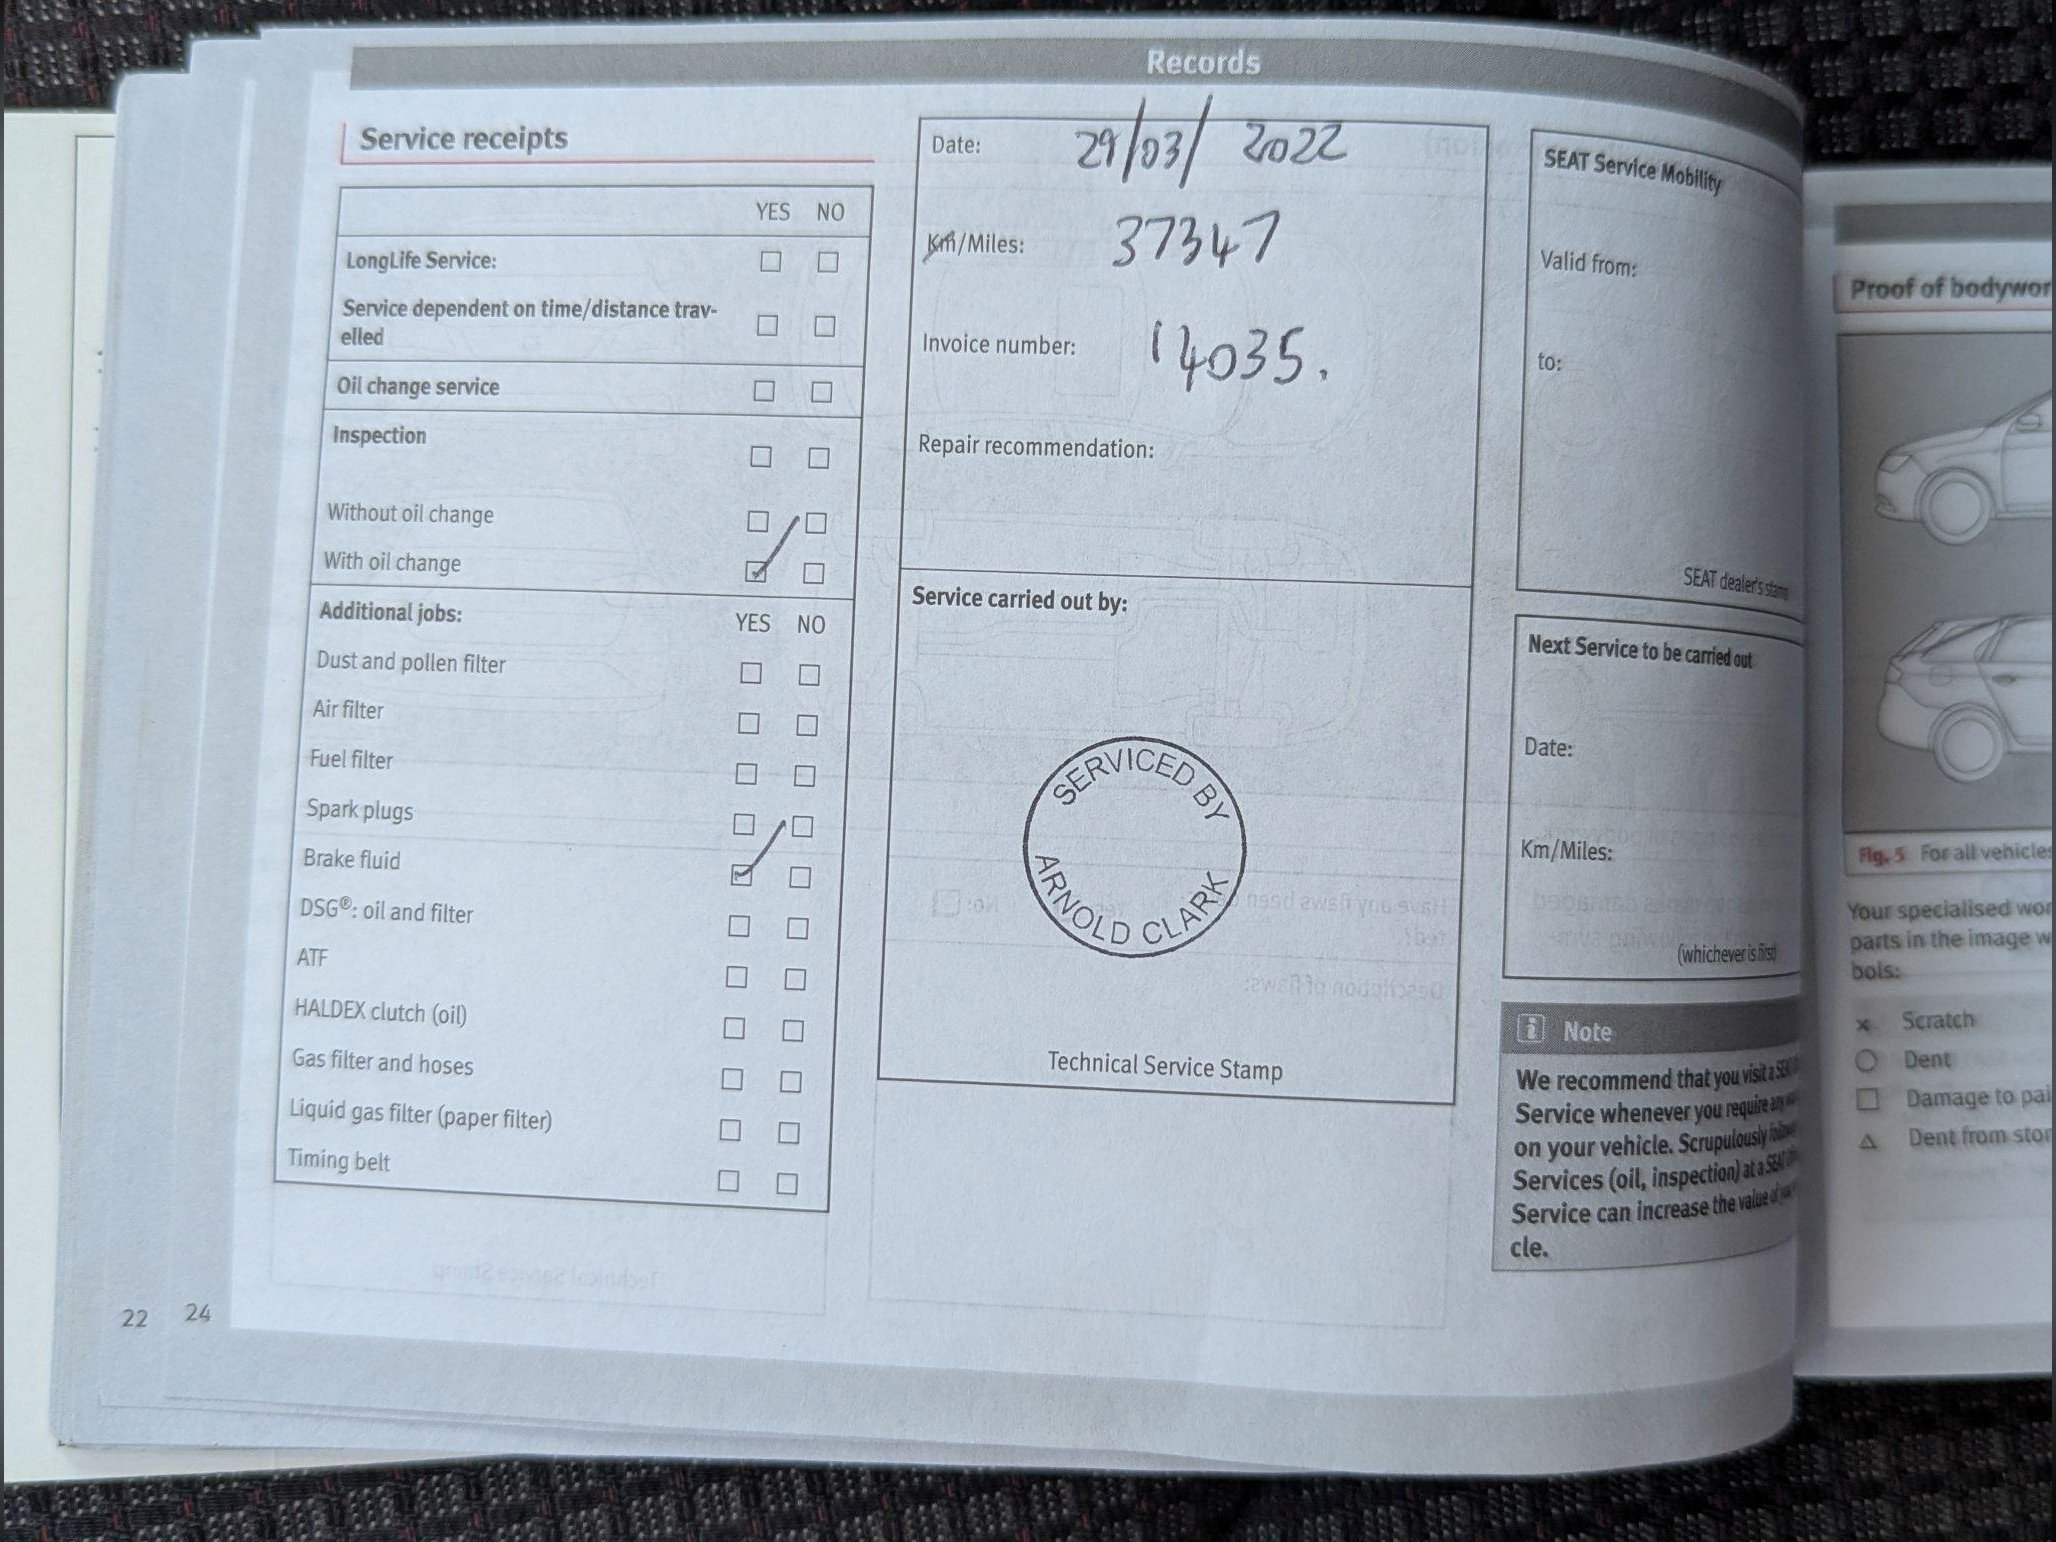 Records
Service receipts
YES NO
LongLife Service:
Service dependent on time/distance trav-
elled
Oil change service
Inspection
Without oil change
With oil change
Additional jobs:
YES NO
Dust and pollen filter
Air filter
Fuel filter
Spark plugs
Brake fluid
DSG®: oil and filter
ATF
HALDEX clutch (oil)
Gas filter and hoses
Liquid gas filter (paper filter)
Timing belt
Date: 29/03/2022
Km/Miles: 37347
Invoice number: 14035.
Repair recommendation:
Service carried out by:
SERVICED BY
ARNOLD CLARK
Technical Service Stamp
SEAT Service Mobility
Valid from:
to:
SEAT dealer's stamp
Next Service to be carried out
Date:
Km/Miles:
(whichever is first)
Note
We recommend that you visit a SEAT
Service whenever you require any
on your vehicle. Scrupulously
Services (oil, inspection) at a SEAT
Service can increase the value of
cle.
22 24
Proof of bodywor
Fig. 5 For all vehicles
Your specialised wor
parts in the image w
bols:
x Scratch
Dent
Damage to pai
Dent from stor